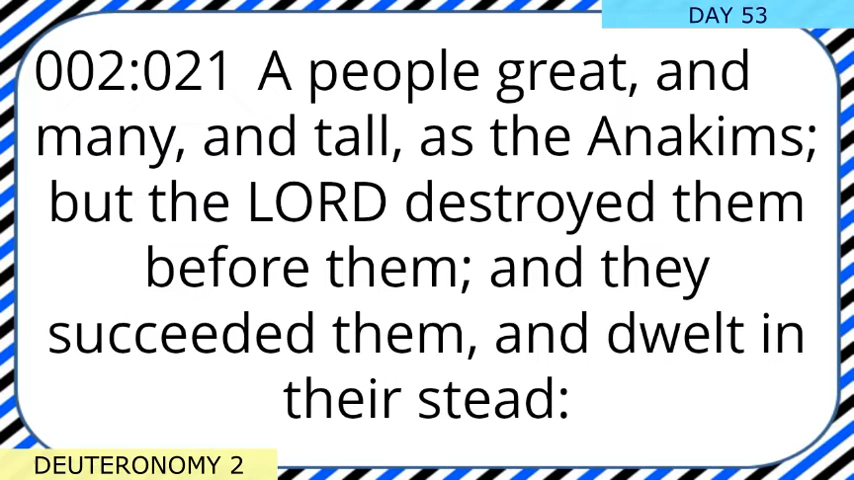 DAY 53
002:021 A people great, and
many, and tall, as the Anakims;
but the LORD destroyed them
before them; and they
succeeded them, and dwelt in
their stead:
DEUTERONOMY 2